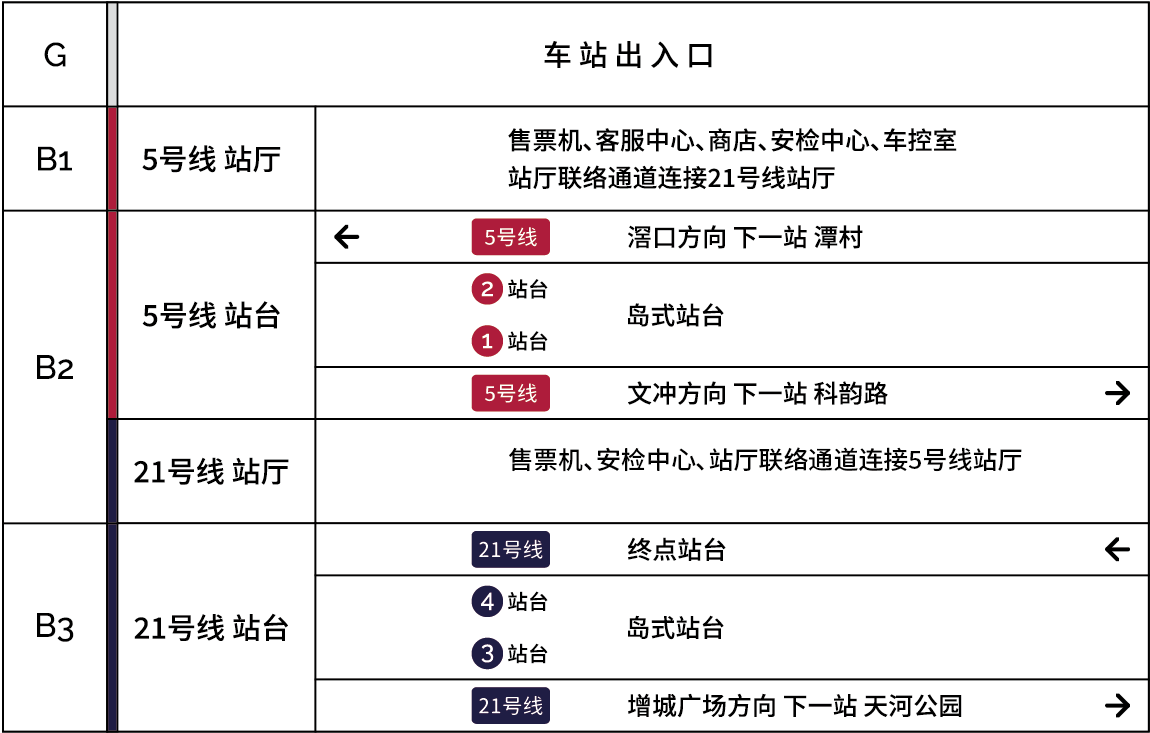 G
车站出入口
B1
5号线 站厅
售票机、客服中心、商店、安检中心、车控室
站厅联络通道连接21号线站厅
B2
5号线 站台
← 5号线 滘口方向 下一站 潭村
2 站台
岛式站台
1 站台
5号线 文冲方向 下一站 科韵路 →
21号线 站厅
售票机、安检中心、站厅联络通道连接5号线站厅
B3
21号线 站台
21号线 终点站台 ←
4 站台
岛式站台
3 站台
21号线 增城广场方向 下一站 天河公园 →